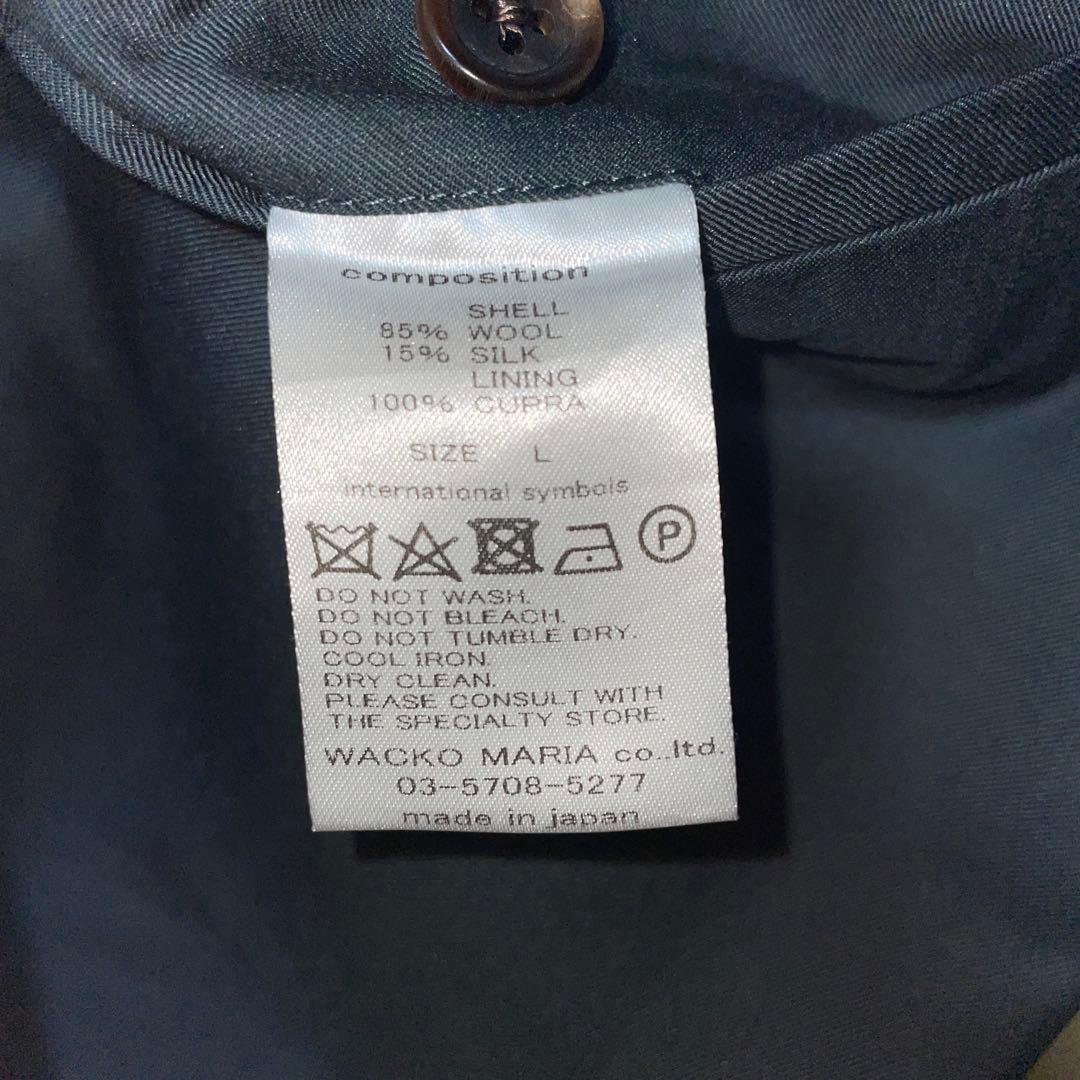 composition
SHELL
85% WOOL
15% SILK
LINING
100% CUPRA
SIZE L
international symbols
P
DO NOT WASH.
DO NOT BLEACH.
DO NOT TUMBLE DRY.
COOL IRON.
DRY CLEAN.
PLEASE CONSULT WITH
THE SPECIALTY STORE.
WACKO MARIA co.,ltd.
03-5708-5277
made in japan